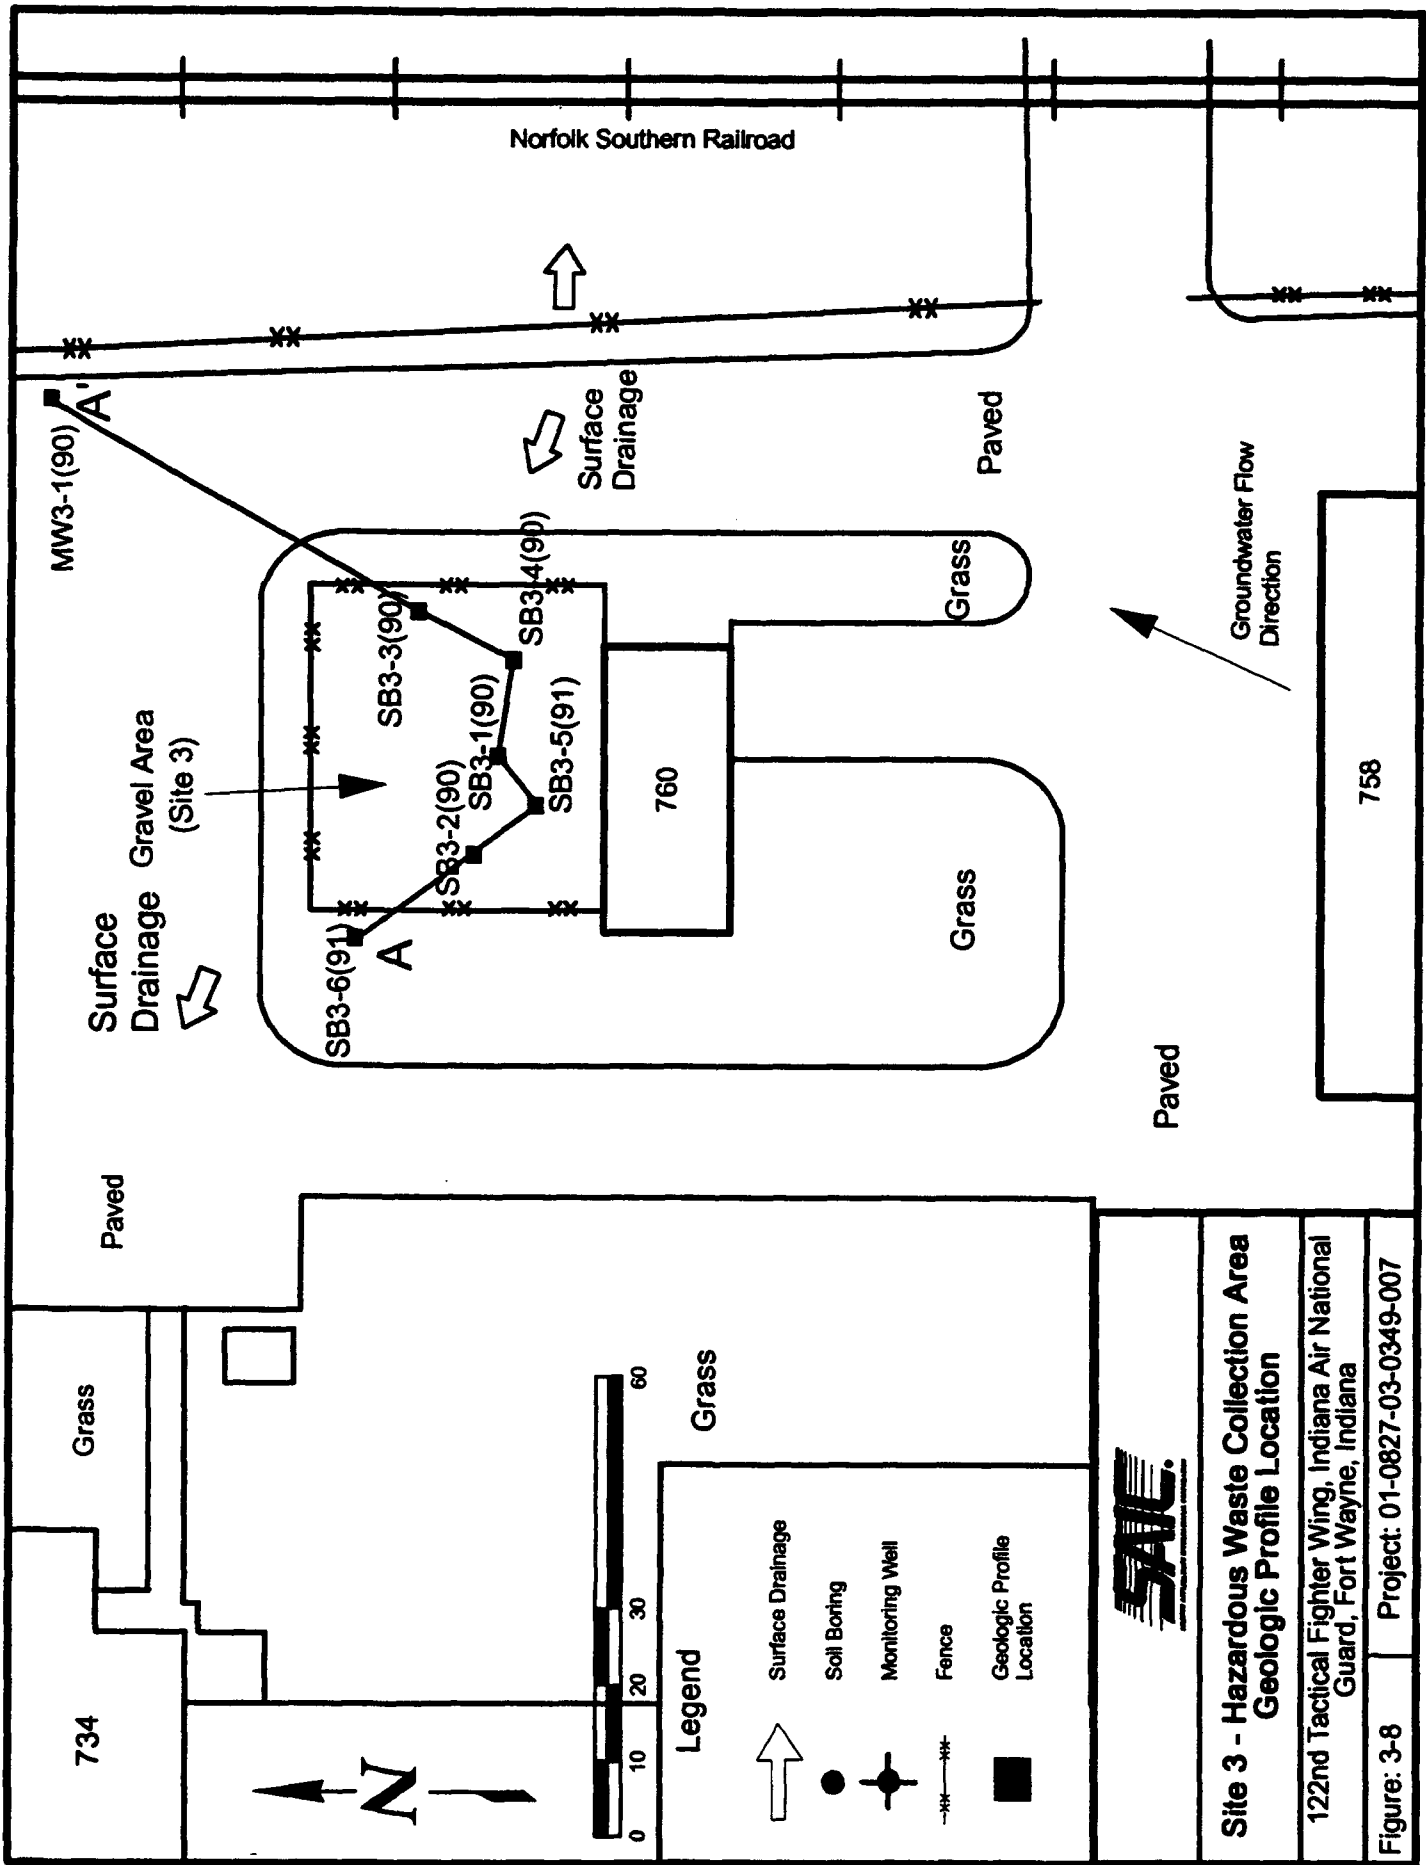 Norfolk Southern Railroad
MW3-1(90)
A'
Surface
Drainage
Paved
Surface
Drainage
Gravel Area
(Site 3)
SB3-3(90)
SB3-4(90)
SB3-1(90)
SB3-2(90)
SB3-5(91)
SB3-6(91)
A
760
Grass
Grass
Groundwater Flow
Direction
758
Paved
Paved
Grass
734
N
Grass
0
10
20
30
60
Legend
Surface Drainage
Soil Boring
Monitoring Well
Fence
Geologic Profile
Location
SAIC
Site 3 - Hazardous Waste Collection Area
Geologic Profile Location
122nd Tactical Fighter Wing, Indiana Air National
Guard, Fort Wayne, Indiana
Figure: 3-8
Project: 01-0827-03-0349-007